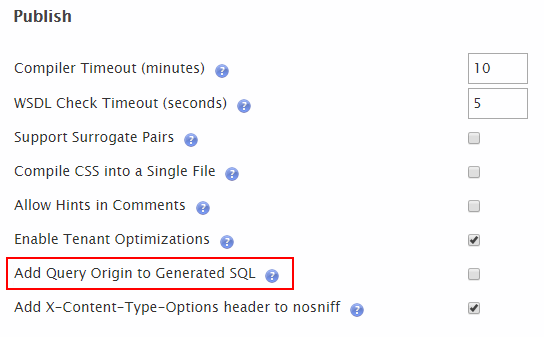 Publish
Compiler Timeout (minutes) ? 10
WSDL Check Timeout (seconds) ? 5
Support Surrogate Pairs ?
Compile CSS into a Single File ?
Allow Hints in Comments ?
Enable Tenant Optimizations ?
Add Query Origin to Generated SQL ?
Add X-Content-Type-Options header to nosniff ?